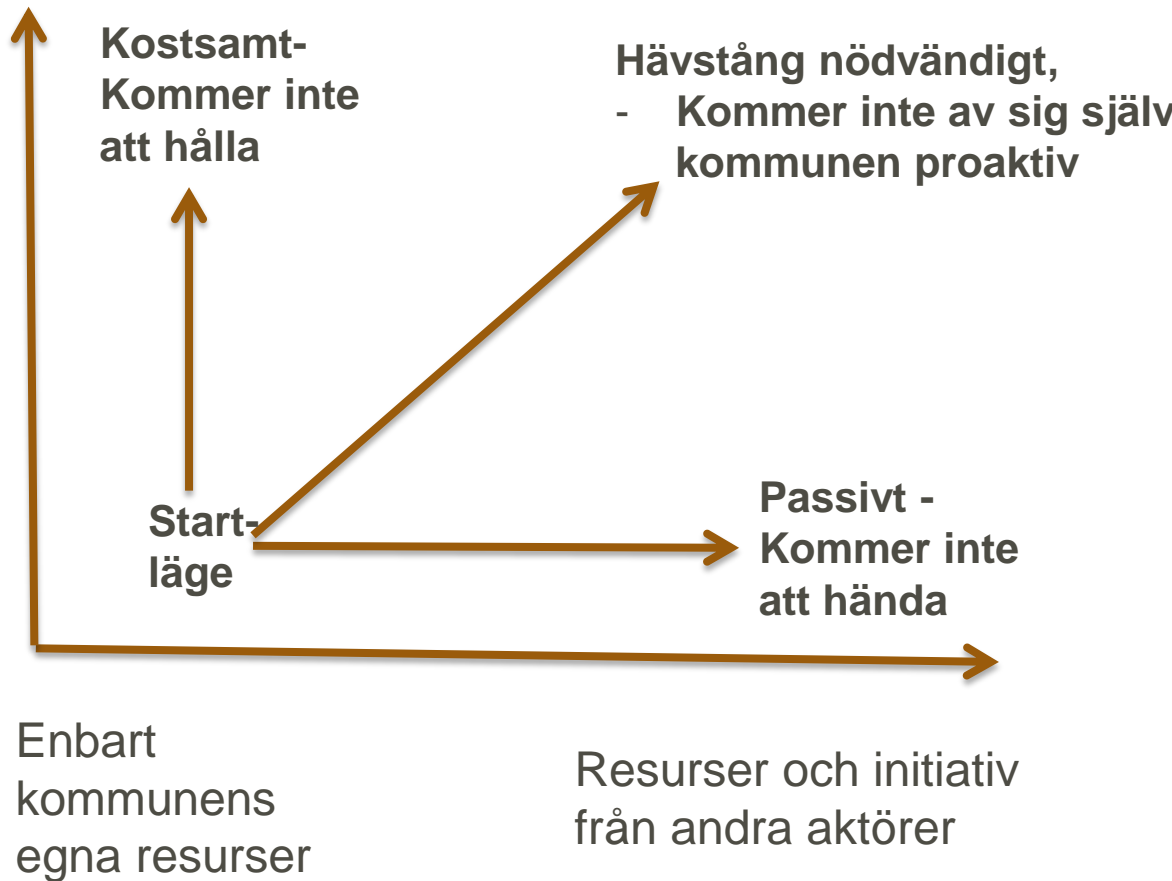 Kostsamt-
Kommer inte
att hålla
Hävstång nödvändigt,
- Kommer inte av sig själv
kommunen proaktiv
Start-
läge
Passivt -
Kommer inte
att hända
Enbart
kommunens
egna resurser
Resurser och initiativ
från andra aktörer